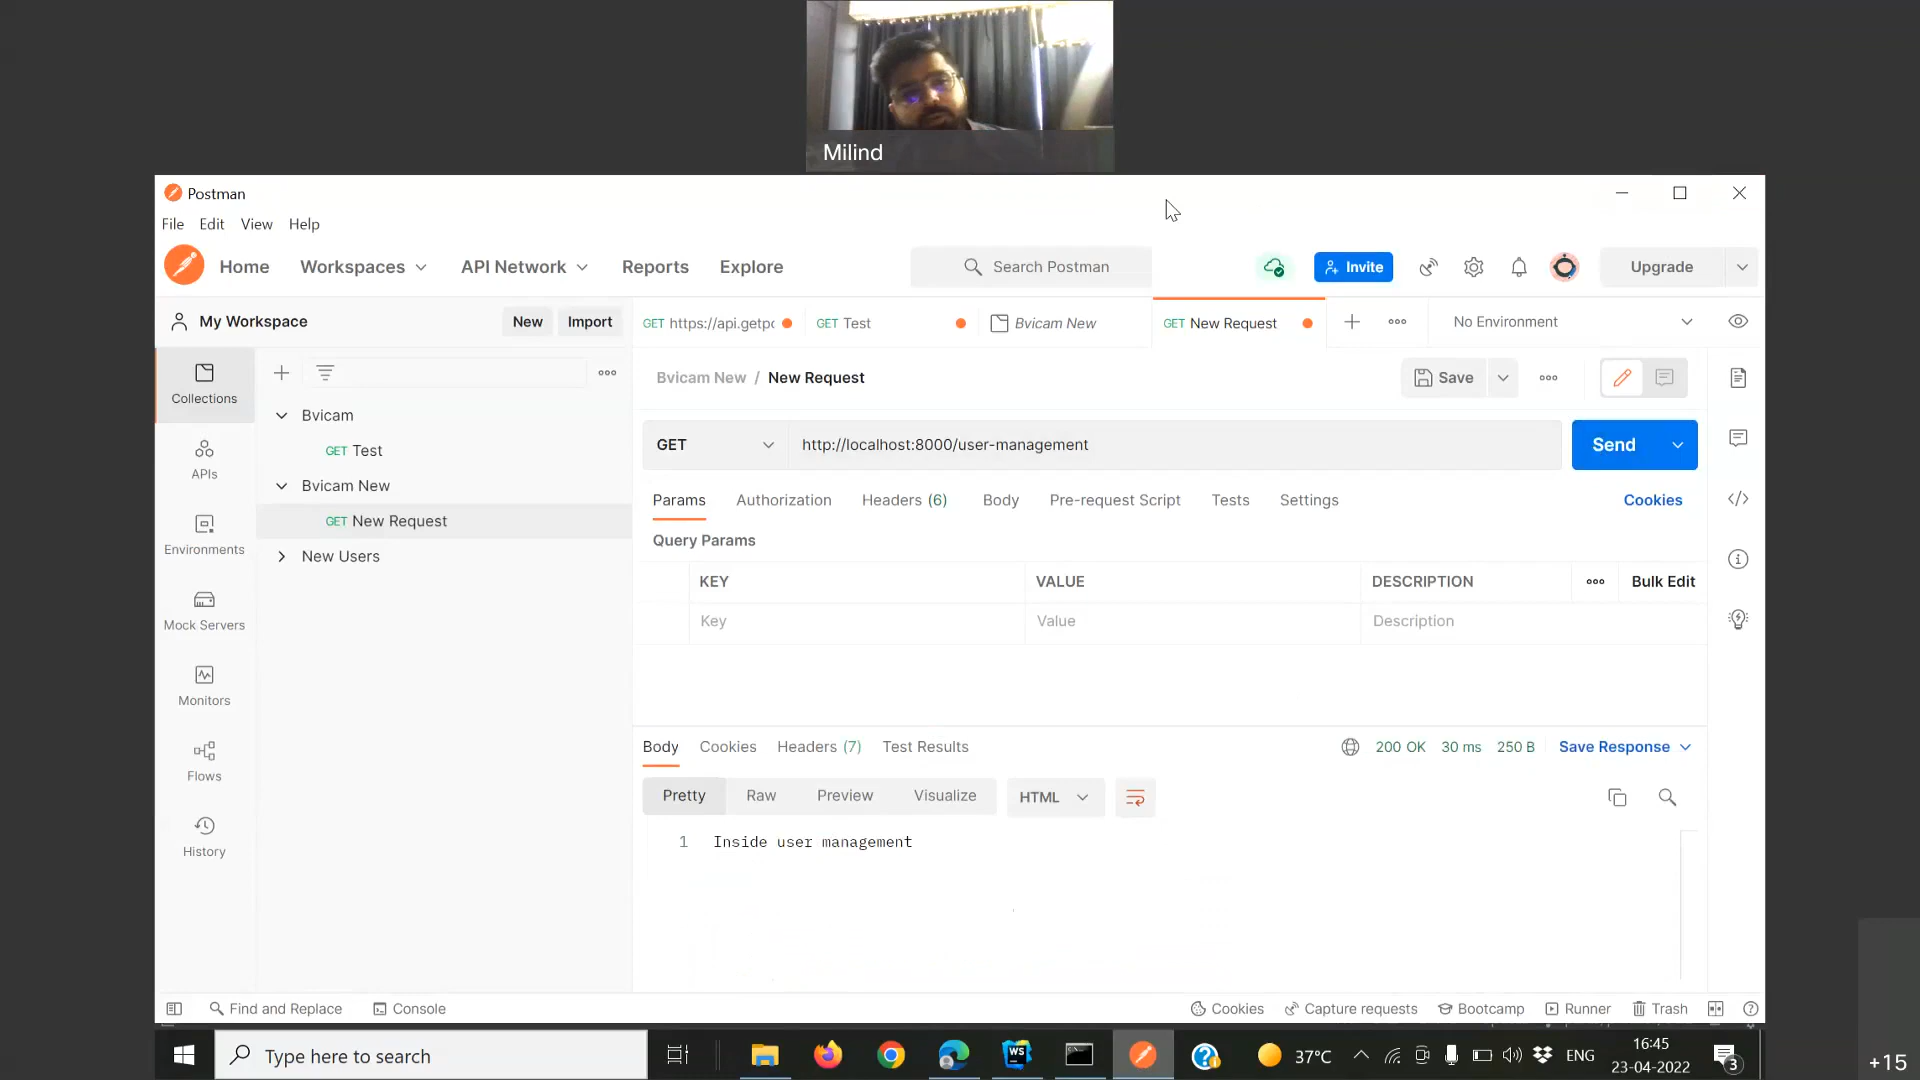 Milind
Postman
File Edit View Help
Home Workspaces API Network Reports Explore Search Postman Invite Upgrade
My Workspace New Import GET https://api.getpo GET Test Bvicam New GET New Request No Environment
Collections
Bvicam New / New Request Save
Bvicam
GET Test
Bvicam New
GET New Request
New Users
APIs
Environments
Mock Servers
Monitors
Flows
History
GET http://localhost:8000/user-management Send
Params Authorization Headers (6) Body Pre-request Script Tests Settings Cookies
Query Params
KEY VALUE DESCRIPTION Bulk Edit
Key Value Description
Body Cookies Headers (7) Test Results 200 OK 30 ms 250 B Save Response
Pretty Raw Preview Visualize HTML
1 Inside user management
Find and Replace Console Cookies Capture requests Bootcamp Runner Trash
Type here to search WS 37°C ENG 16:45
23-04-2022 3
+15